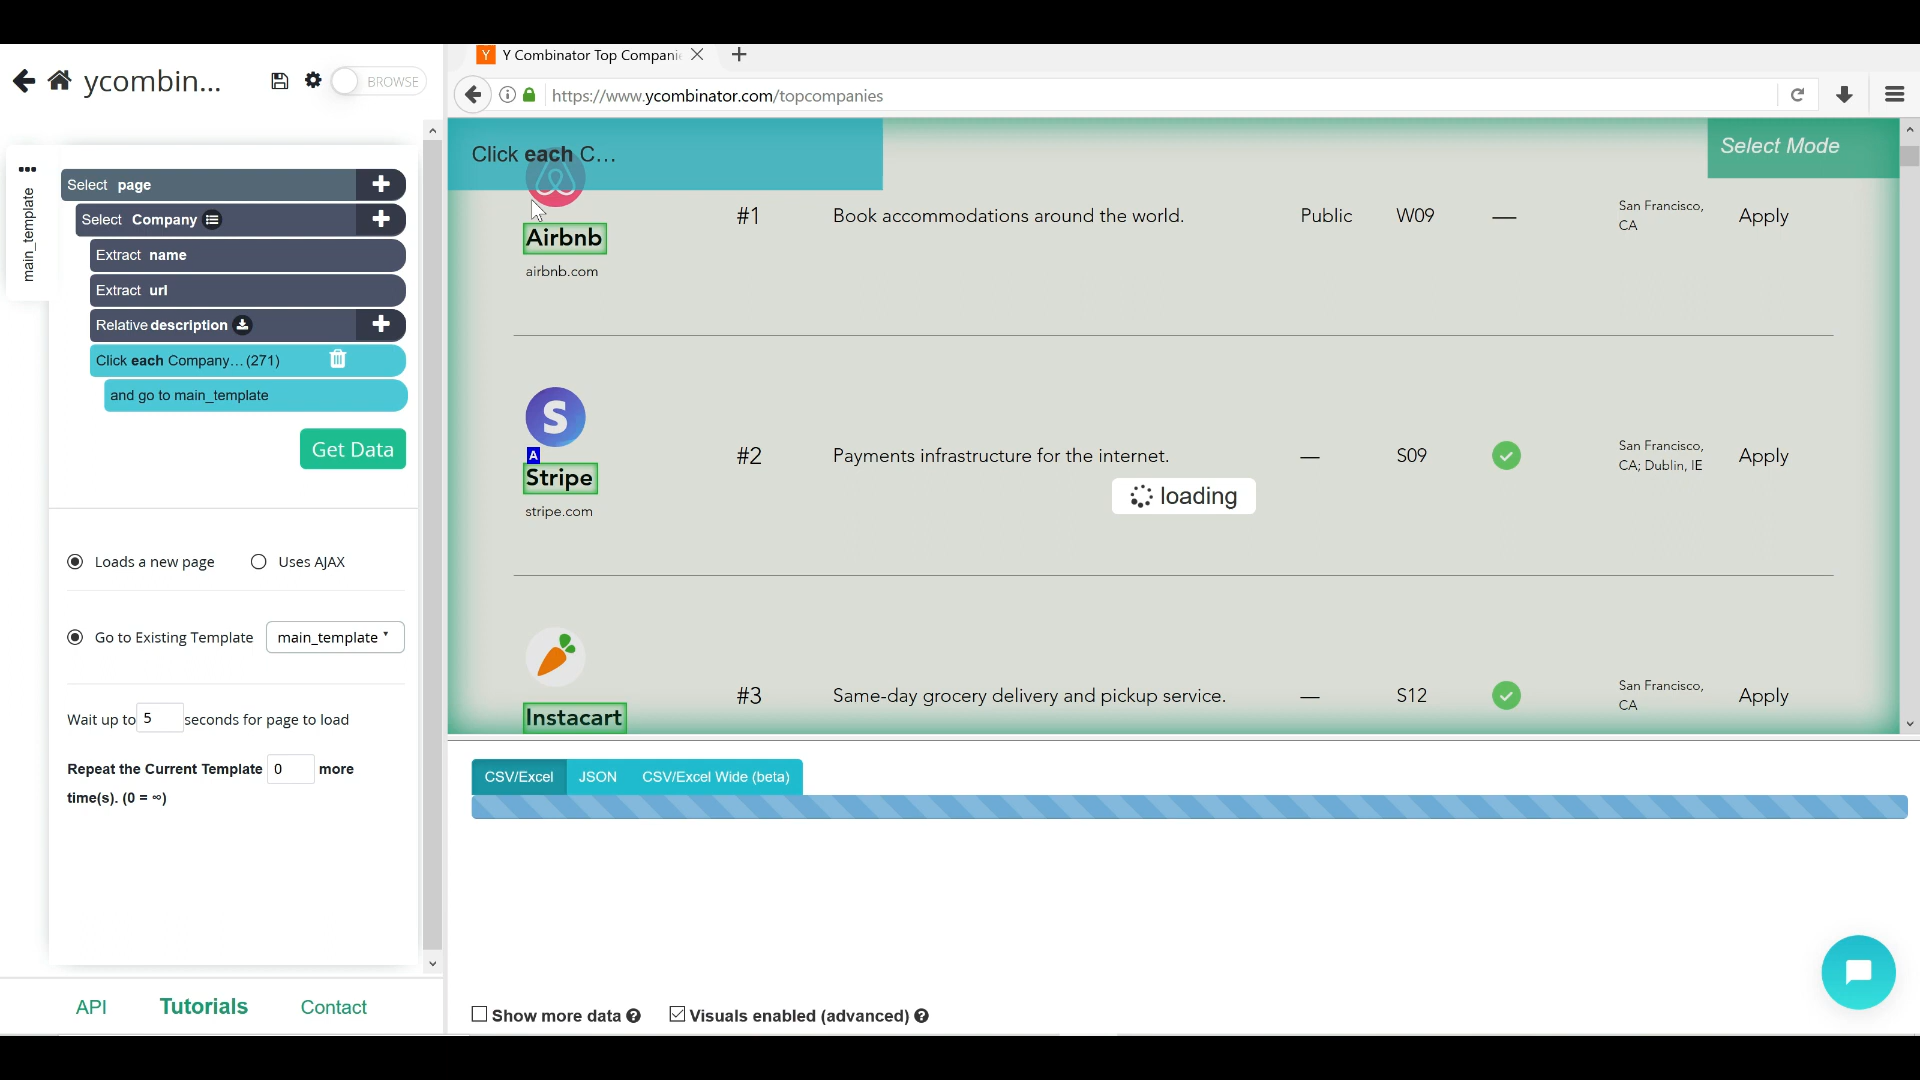 Y Combinator Top Compani
ycombin...
BROWSE
https://www.ycombinator.com/topcompanies
main_template
Select page
Select Company
Extract name
Extract url
Relative description
Click each Company... (271)
and go to main_template
Get Data
Loads a new page
Uses AJAX
Go to Existing Template
main_template
Wait up to 5 seconds for page to load
Repeat the Current Template 0 more
time(s). (0 = ∞)
API
Tutorials
Contact
Click each C...
Select Mode
#1
Book accommodations around the world.
Public
W09
—
San Francisco,
CA
Apply
Airbnb
airbnb.com
S
A
Stripe
stripe.com
#2
Payments infrastructure for the internet.
—
S09
San Francisco,
CA; Dublin, IE
Apply
loading
Instacart
#3
Same-day grocery delivery and pickup service.
—
S12
San Francisco,
CA
Apply
CSV/Excel
JSON
CSV/Excel Wide (beta)
Show more data ?
Visuals enabled (advanced) ?